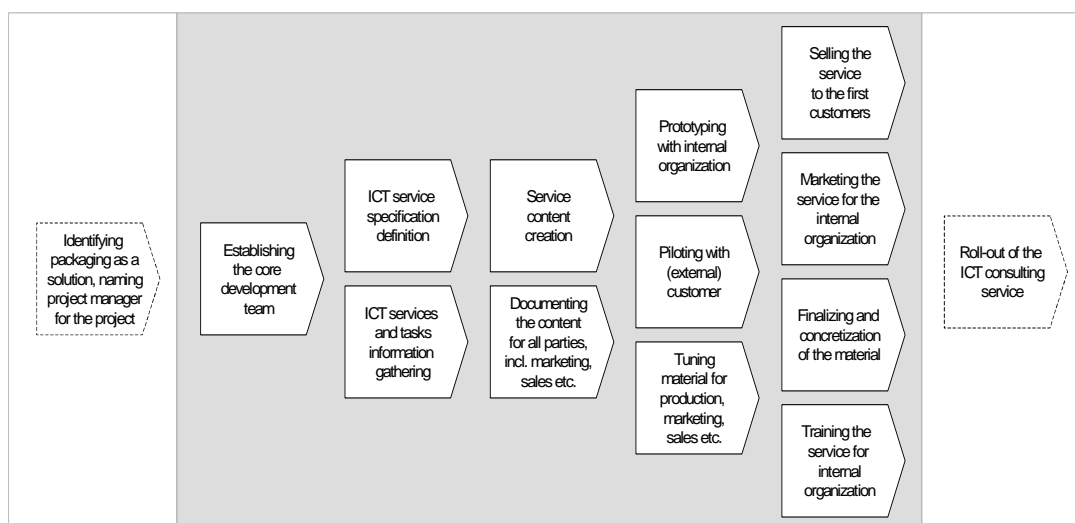 Identifying
packaging as a
solution, naming
project manager
for the project
Establishing
the core
development
team
ICT service
specification
definition
ICT services
and tasks
information
gathering
Service
content
creation
Documenting
the content
for all parties,
incl. marketing,
sales etc.
Prototyping
with internal
organization
Piloting with
(external)
customer
Tuning
material for
production,
marketing,
sales etc.
Selling the
service
to the first
customers
Marketing the
service for the
internal
organization
Finalizing and
concretization
of the material
Training the
service for
internal
organization
Roll-out of the
ICT consulting
service